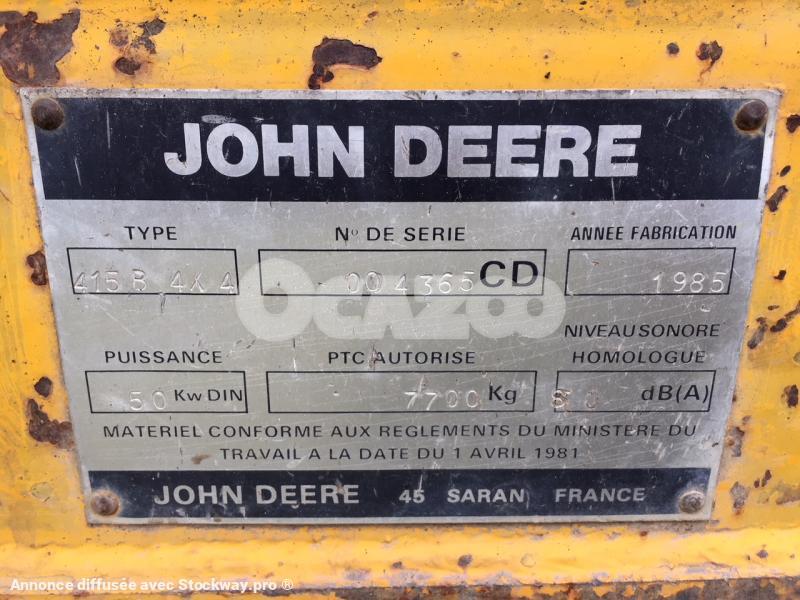 JOHN DEERE
TYPE
Nº DE SERIE
ANNEE FABRICATION
415 B 4X4
004365 CD
1985
OCAZOO
NIVEAU SONORE
PUISSANCE
PTC AUTORISE
HOMOLOGUE
50 Kw DIN
7700 Kg
dB(A)
MATERIEL CONFORME AUX REGLEMENTS DU MINISTERE DU
TRAVAIL A LA DATE DU 1 AVRIL 1981
JOHN DEERE 45 SARAN FRANCE
Annonce diffusée avec Stockway.pro ®